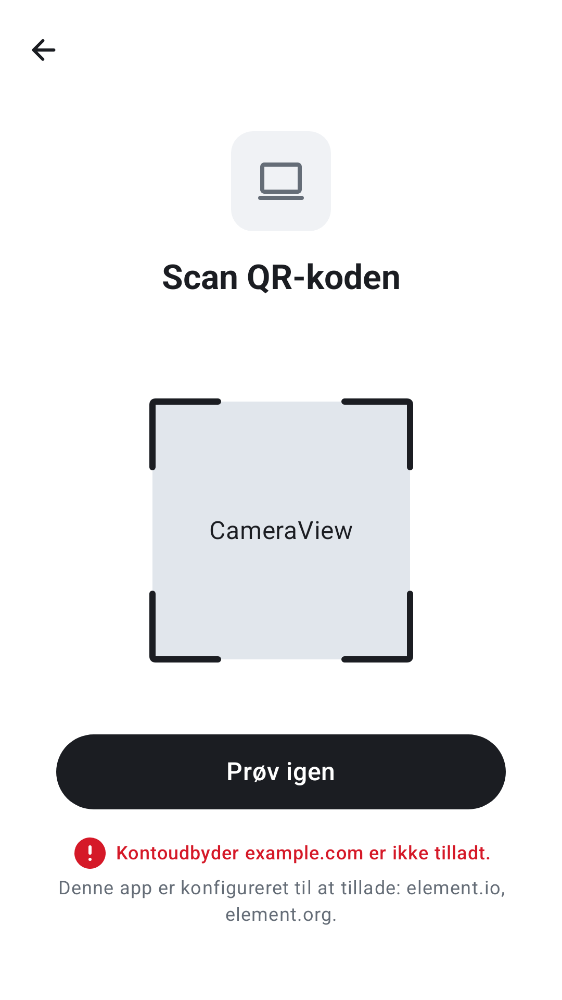 Scan QR-koden
CameraView
Prøv igen
Kontoudbyder example.com er ikke tilladt.
Denne app er konfigureret til at tillade: element.io,
element.org.